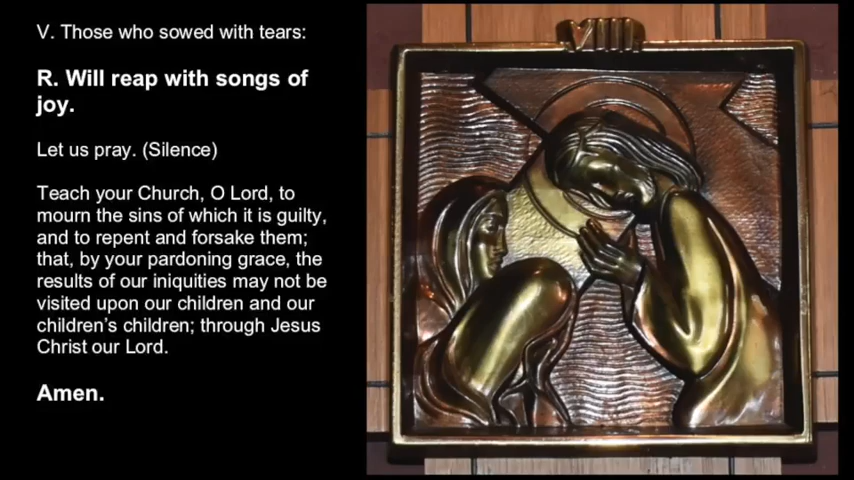 V. Those who sowed with tears:
R. Will reap with songs of
joy.
Let us pray. (Silence)
Teach your Church, O Lord, to
mourn the sins of which it is guilty,
and to repent and forsake them;
that, by your pardoning grace, the
results of our iniquities may not be
visited upon our children and our
children’s children; through Jesus
Christ our Lord.
Amen.
VIII